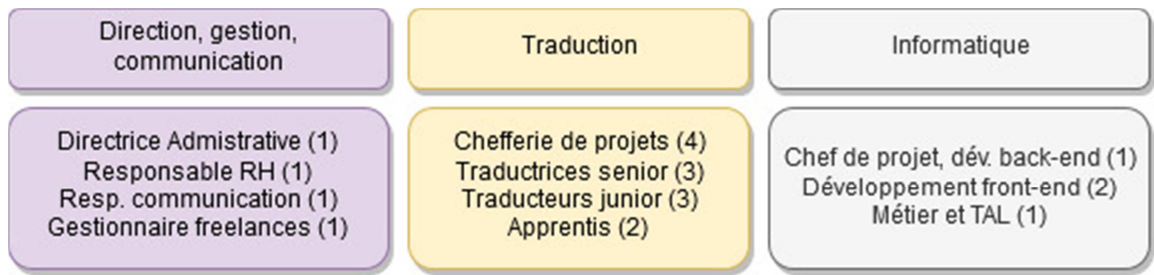 Direction, gestion,
communication
Directrice Admistrative (1)
Responsable RH (1)
Resp. communication (1)
Gestionnaire freelances (1)
Traduction
Chefferie de projets (4)
Traductrices senior (3)
Traducteurs junior (3)
Apprentis (2)
Informatique
Chef de projet, dév. back-end (1)
Développement front-end (2)
Métier et TAL (1)